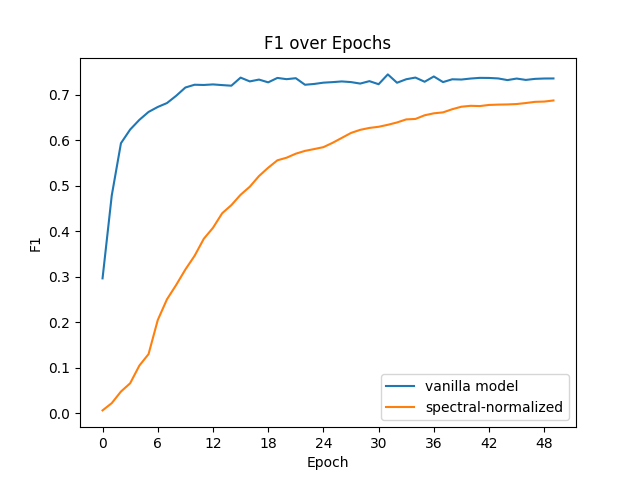 F1 over Epochs
F1
0.7
0.6
0.5
0.4
0.3
0.2
0.1
0.0
vanilla model
spectral-normalized
0 6 12 18 24 30 36 42 48
Epoch